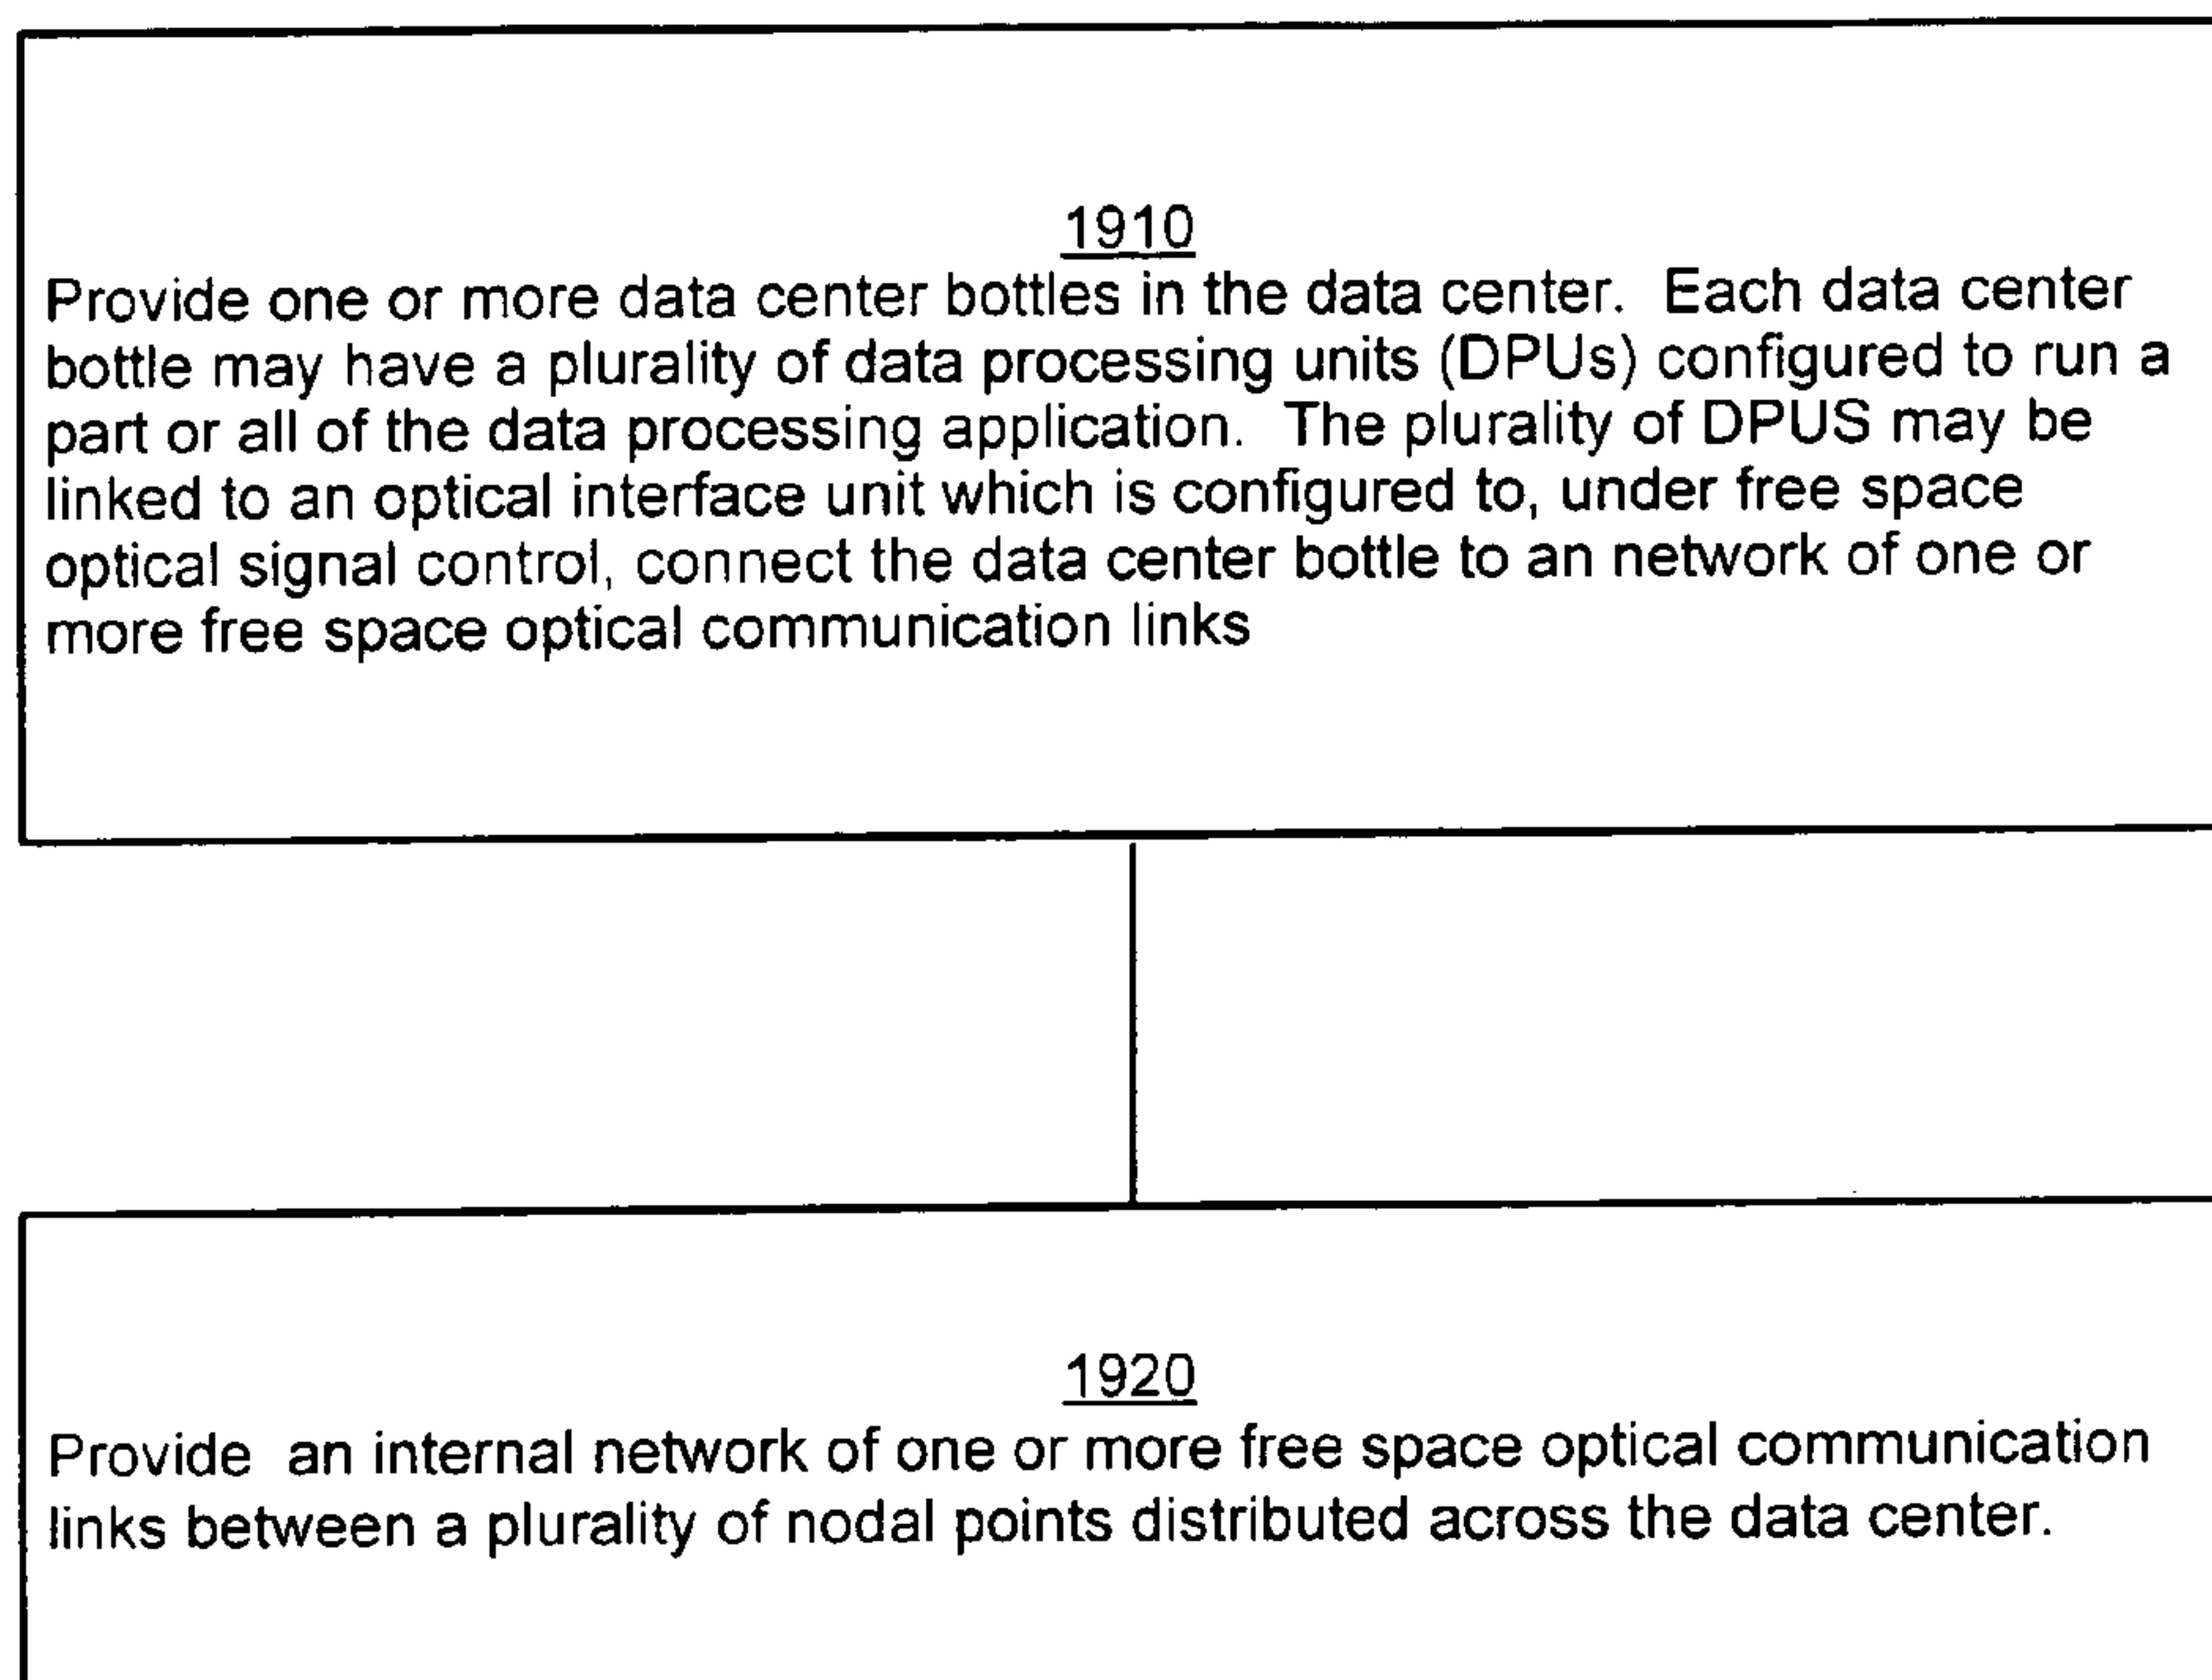 1910
Provide one or more data center bottles in the data center. Each data center
bottle may have a plurality of data processing units (DPUs) configured to run a
part or all of the data processing application. The plurality of DPUS may be
linked to an optical interface unit which is configured to, under free space
optical signal control, connect the data center bottle to an network of one or
more free space optical communication links
1920
Provide an internal network of one or more free space optical communication
links between a plurality of nodal points distributed across the data center.